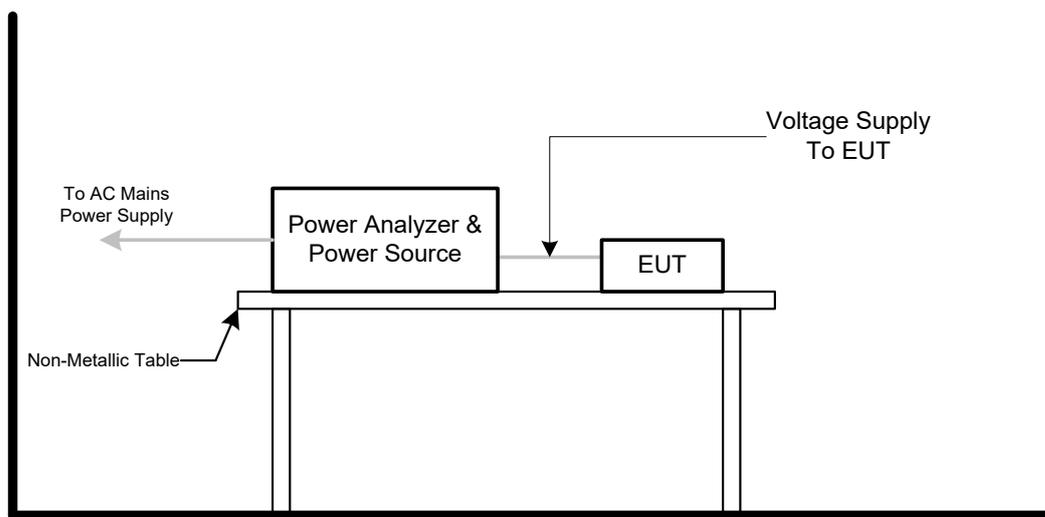 Voltage Supply
To EUT
To AC Mains
Power Supply
Power Analyzer &
Power Source
EUT
Non-Metallic Table